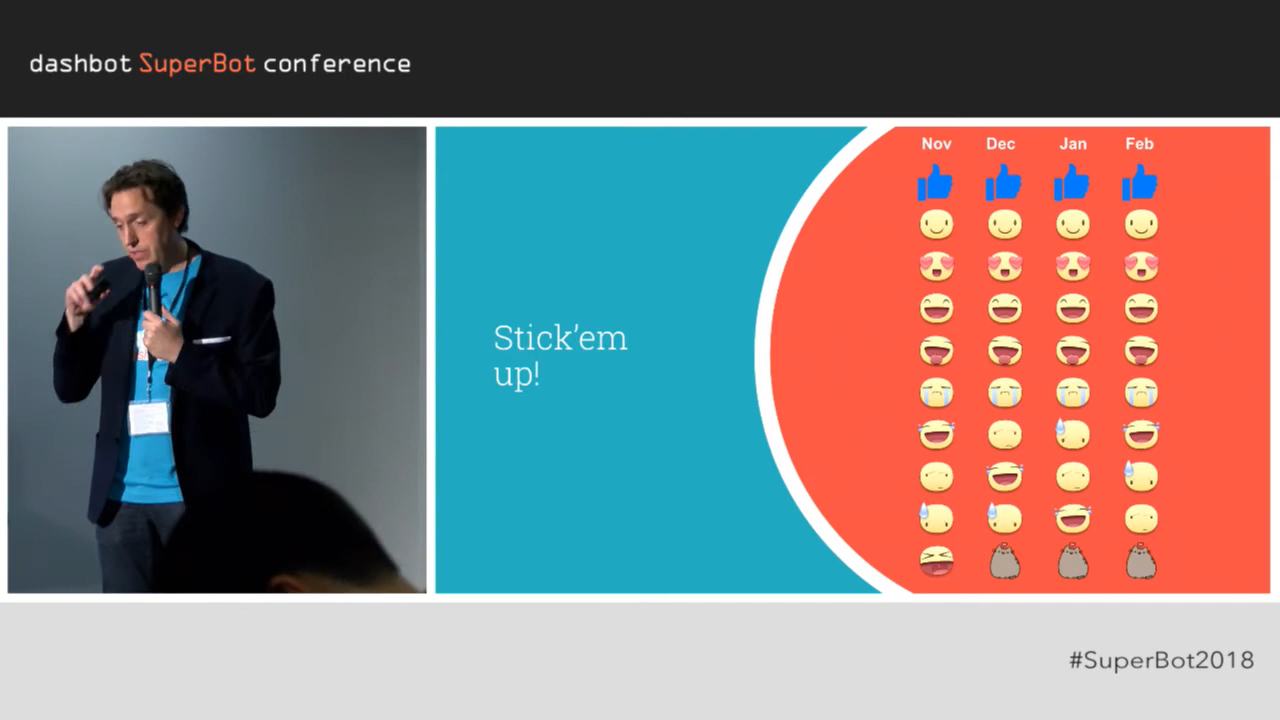 dashbot SuperBot conference
Nov Dec Jan Feb
Stick'em
up!
#SuperBot2018